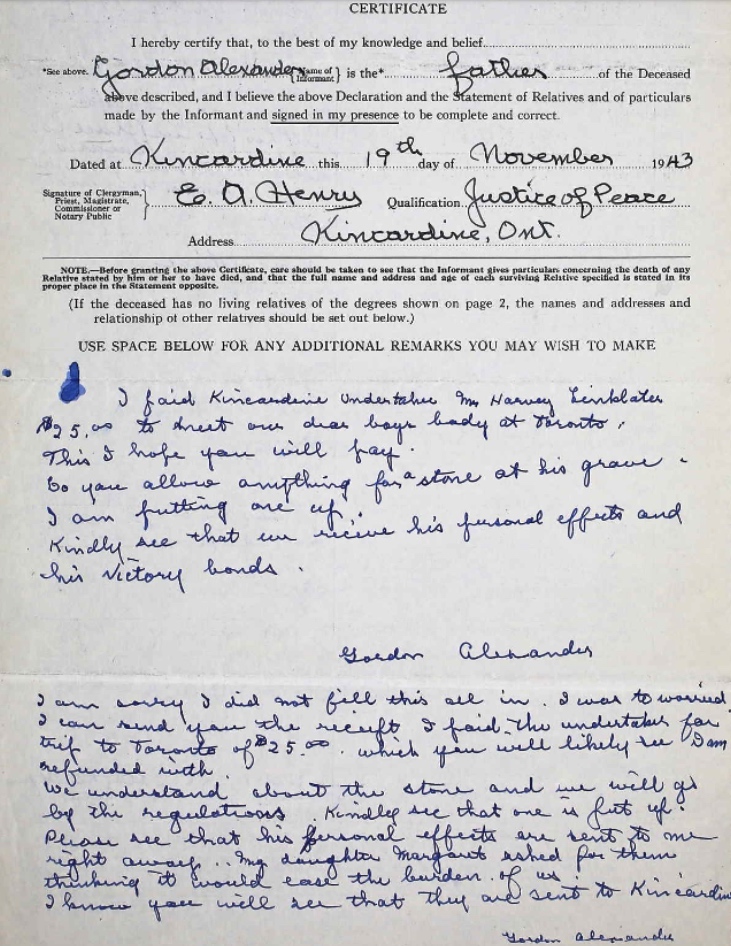 CERTIFICATE
I hereby certify that, to the best of my knowledge and belief
*See above. Gordon Alexander {Name of Informant} is the* father of the Deceased
above described, and I believe the above Declaration and the Statement of Relatives and of particulars
made by the Informant and signed in my presence to be complete and correct.
Dated at Kincardine this 19th day of November 1943
Signature of Clergyman, Priest, Magistrate, Commissioner or Notary Public } E. A. Henry Qualification Justice of Peace
Address Kincardine, Ont.
NOTE.—Before granting the above Certificate, care should be taken to see that the Informant gives particulars concerning the death of any
Relative stated by him or her to have died, and that the full name and address and age of each surviving Relative specified is stated in its
proper place in the Statement opposite.
(If the deceased has no living relatives of the degrees shown on page 2, the names and addresses and
relationship of other relatives should be set out below.)
USE SPACE BELOW FOR ANY ADDITIONAL REMARKS YOU MAY WISH TO MAKE
I paid Kincardine Undertaker Mr Harvey Linklater
$25.00 to meet our dear boys body at Toronto.
This I hope you will pay.
Do you allow anything for a stone at his grave.
I am putting one up.
Kindly see that we receive his personal effects and
his Victory bonds.
Gordon Alexander
I am sorry I did not fill this all in. I was to worried.
I can send you the receipt I paid the undertaker for
trip to Toronto of $25.00. which you will likely see I am
refunded with.
We understand about the stone and we will go
by the regulations. Kindly see that one is put up.
Please see that his personal effects are sent to me
right away.. My daughter Margaret asked for them
thinking it would ease the burden of us.
I know you will see that they are sent to Kincardine
Gordon Alexander